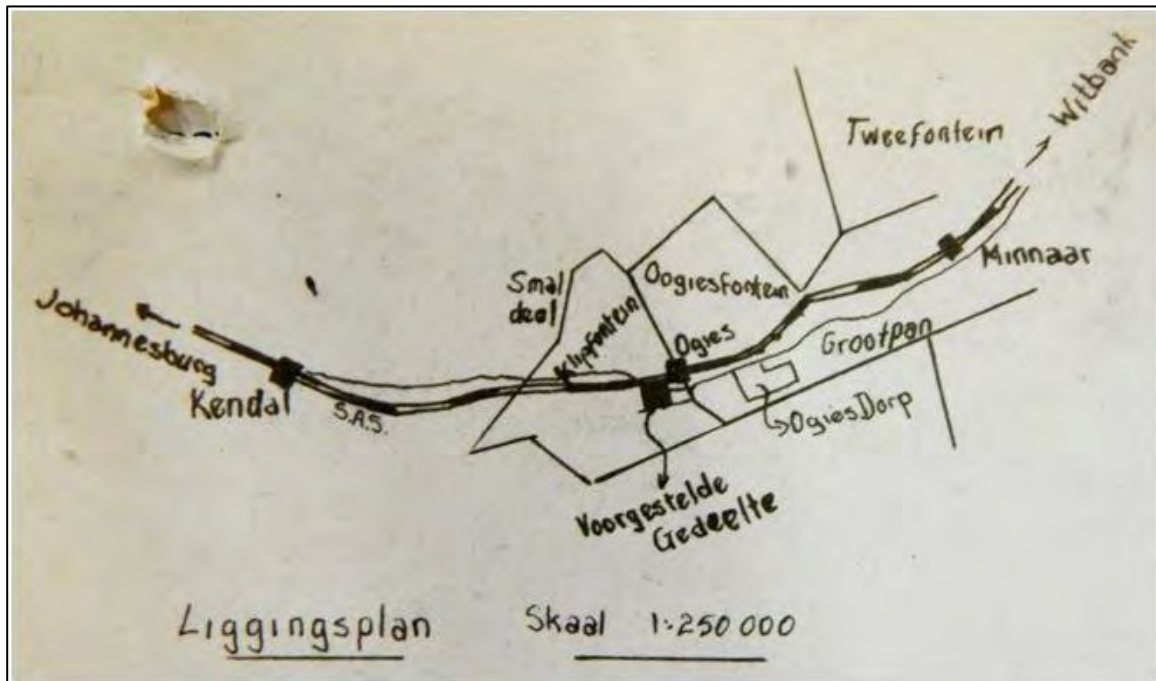 Witbank
Tweefontein
Minnaar
Oogiesfontein
Smal
deel
Klipfontein
Ogies
Grootpan
Johannesburg
Kendal
S.A.S.
Ogies Dorp
Voorgestelde
Gedeelte
Liggingsplan
Skaal 1:250 000